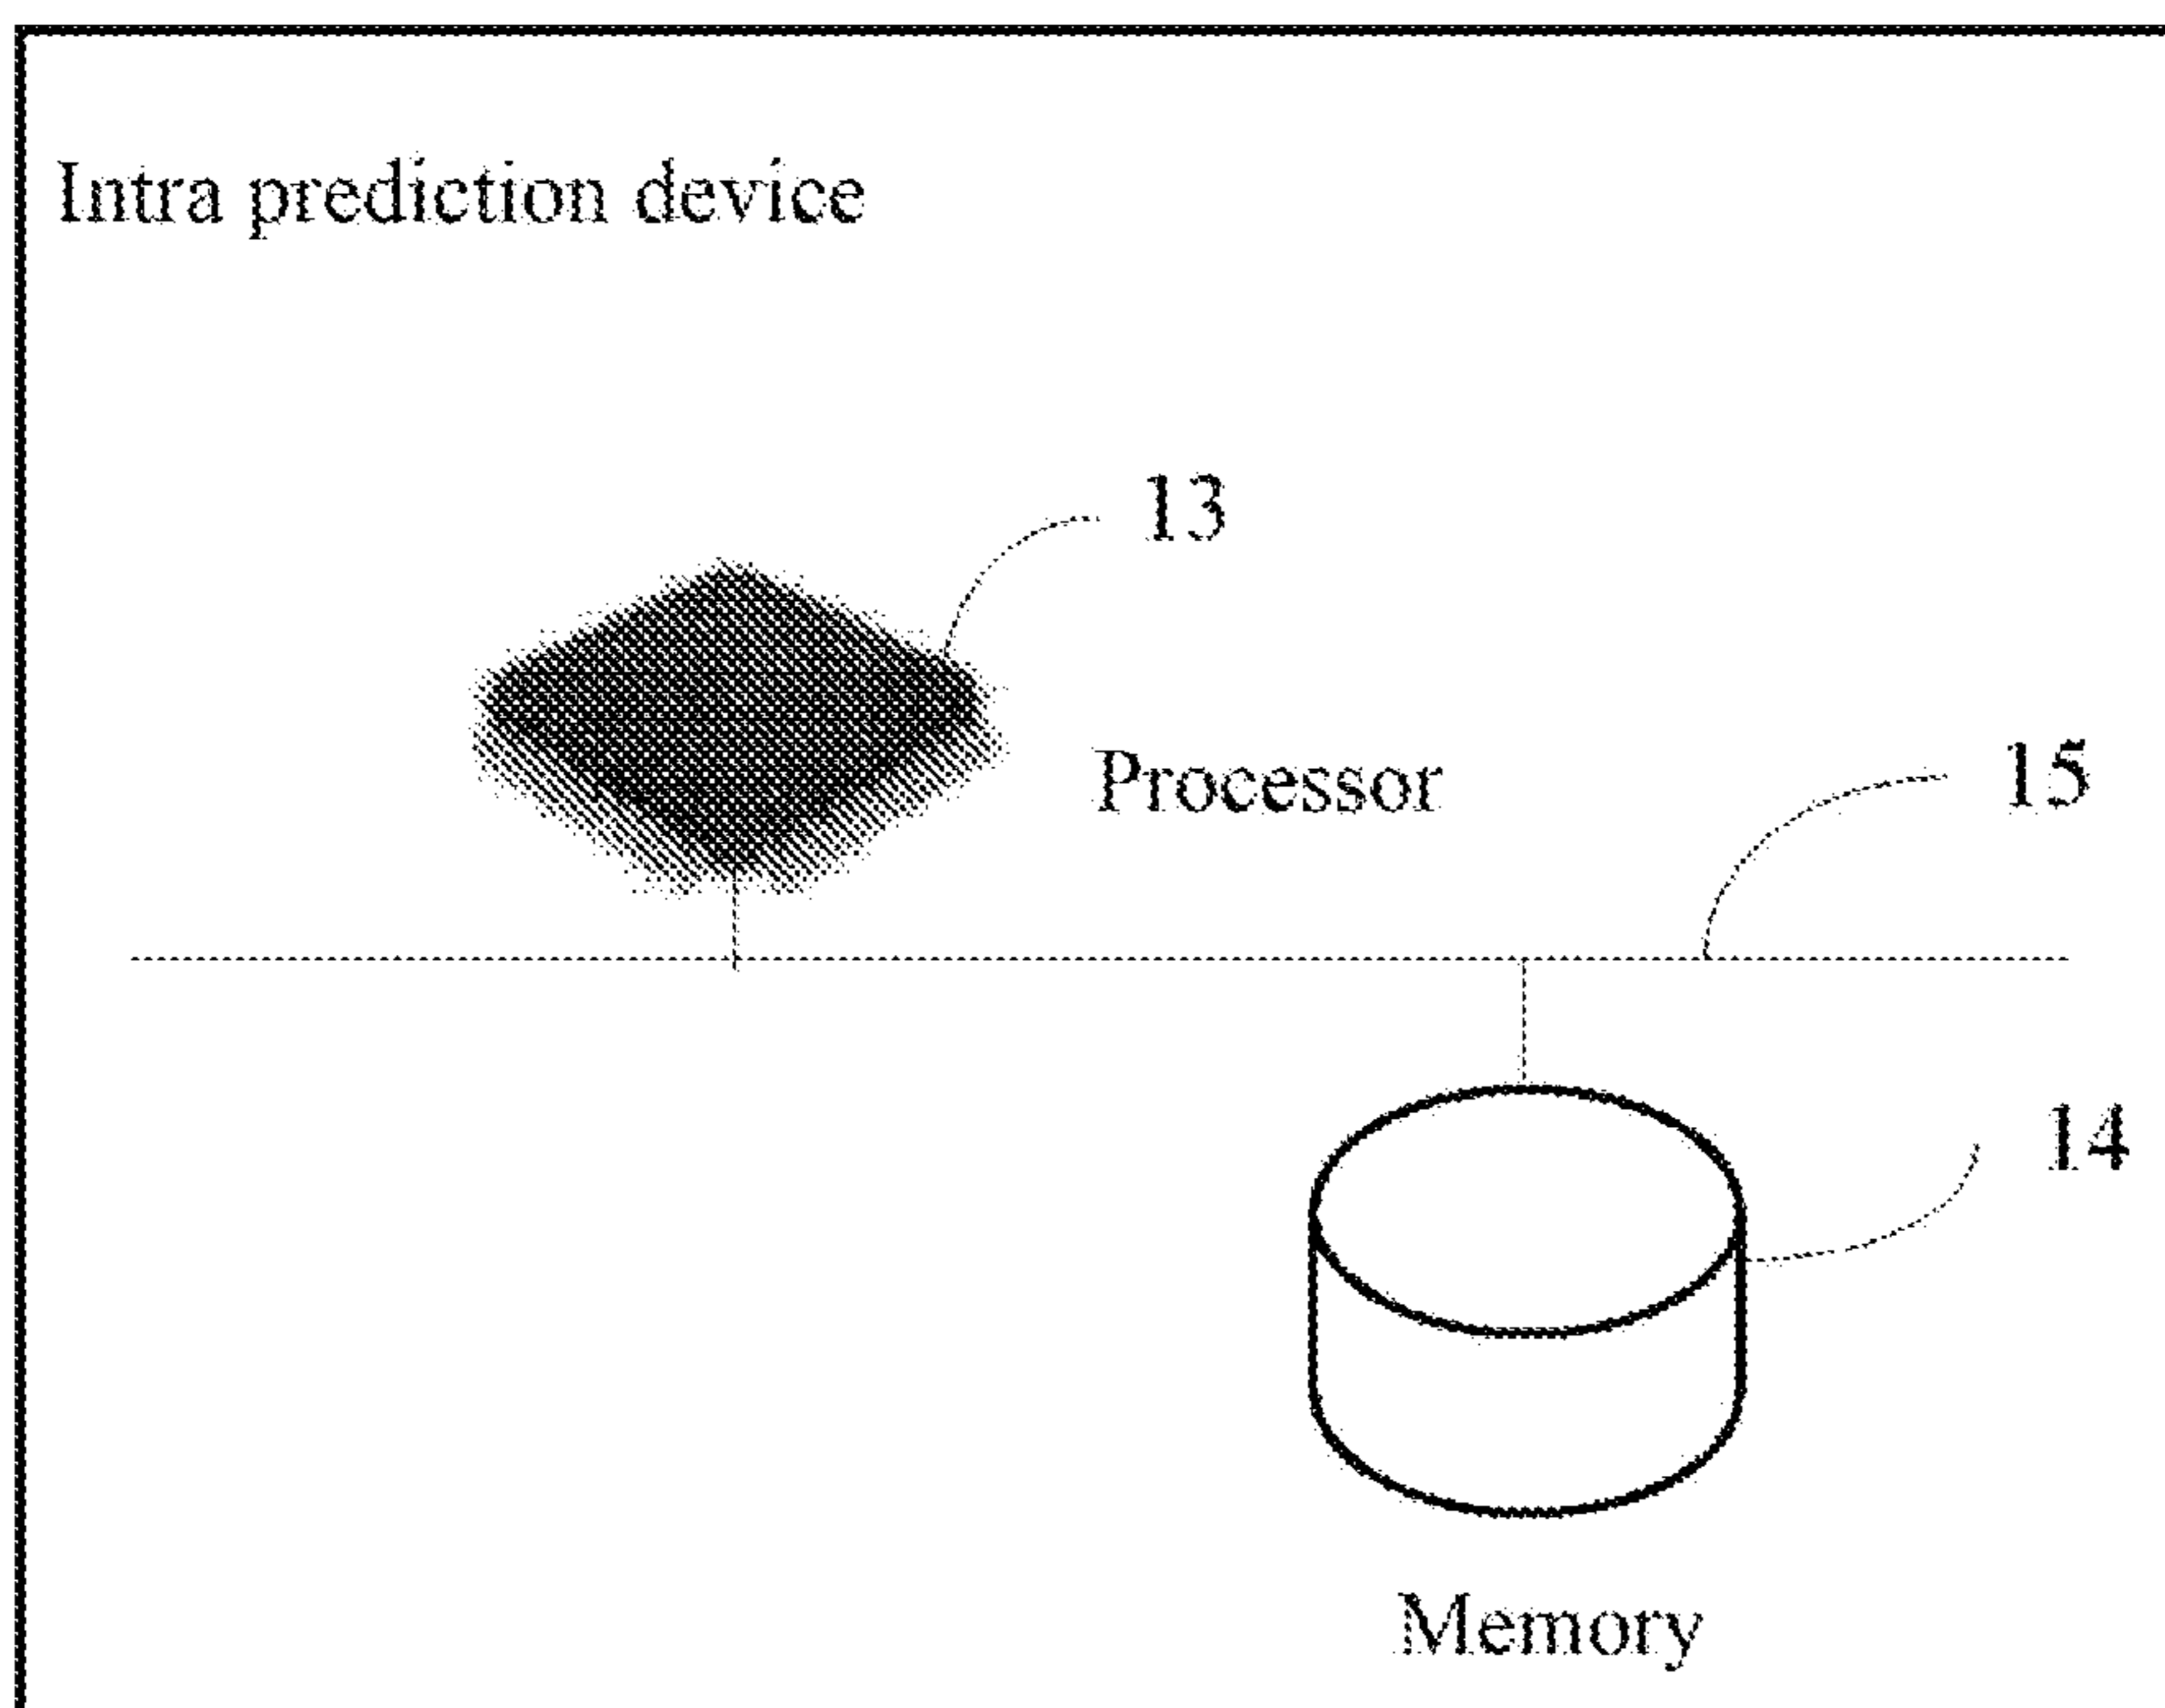 Intra prediction device
13
Processor
15
14
Memory